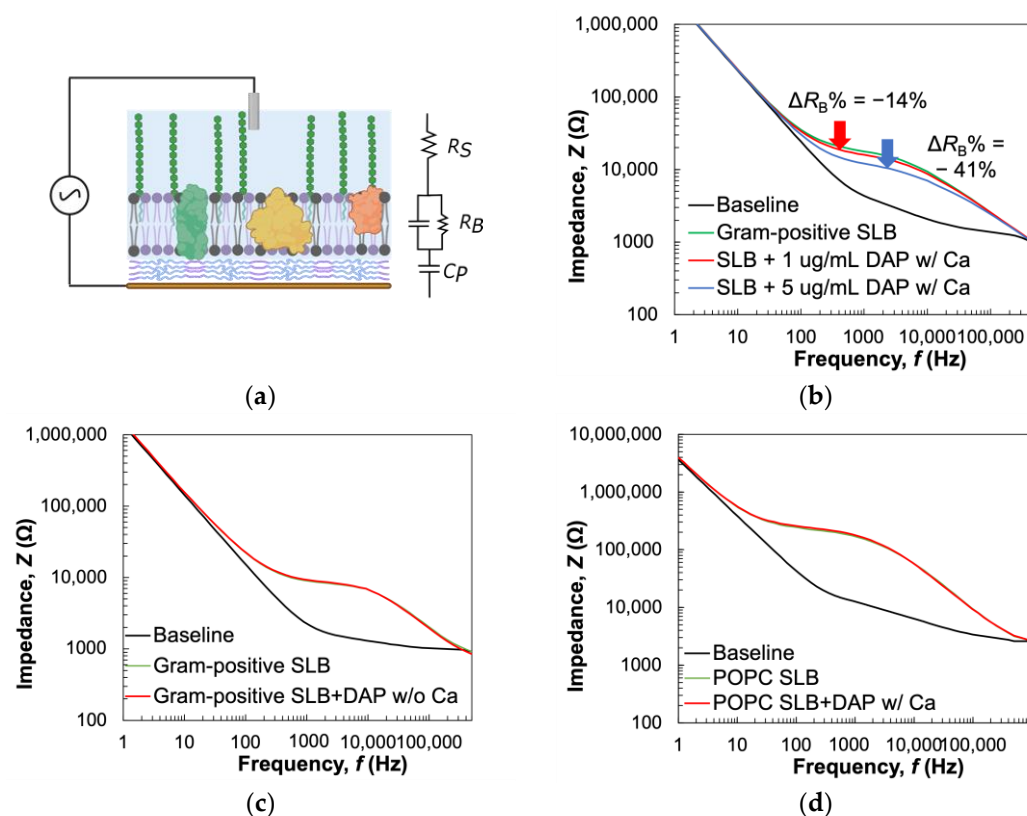 R_S
R_B
C_P
(a)
1,000,000
100,000
10,000
1000
100
Impedance, Z (Ω)
ΔR_B% = −14%
ΔR_B% =
− 41%
Baseline
Gram-positive SLB
SLB + 1 ug/mL DAP w/ Ca
SLB + 5 ug/mL DAP w/ Ca
1 10 100 1000 10,000 100,000
Frequency, f (Hz)
(b)
1,000,000
100,000
10,000
1000
100
Impedance, Z (Ω)
Baseline
Gram-positive SLB
Gram-positive SLB+DAP w/o Ca
1 10 100 1000 10,000 100,000
Frequency, f (Hz)
(c)
10,000,000
1,000,000
100,000
10,000
1000
100
Impedance, Z (Ω)
Baseline
POPC SLB
POPC SLB+DAP w/ Ca
1 10 100 1000 10,000 100,000
Frequency, f (Hz)
(d)